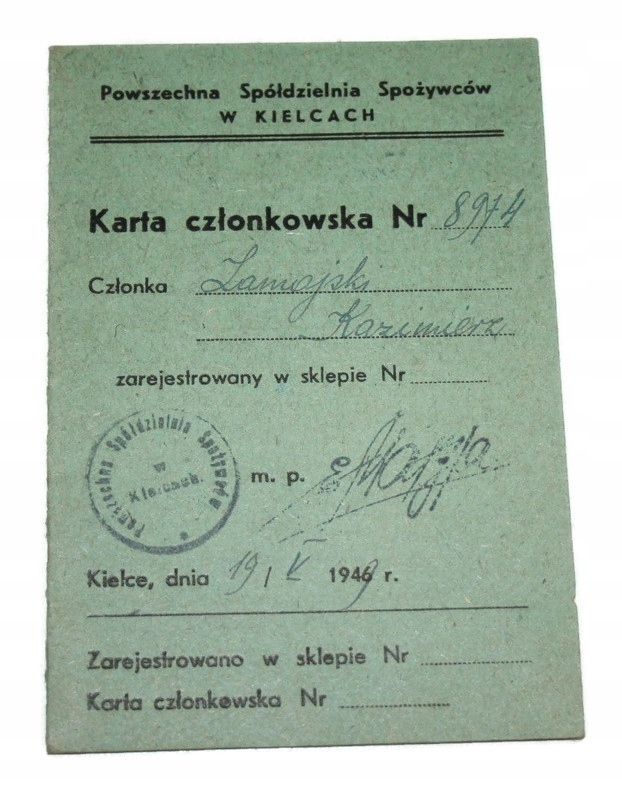 Powszechna Spółdzielnia Spożywców
W KIELCACH
Karta członkowska Nr 8974
Członka Zamojski
Kazimierz
zarejestrowany w sklepie Nr
Powszechna Spółdzielnia Spożywców
w
Kielcach.
m. p.
Kielce, dnia 19 / V 1949 r.
Zarejestrowano w sklepie Nr
Karta członkowska Nr